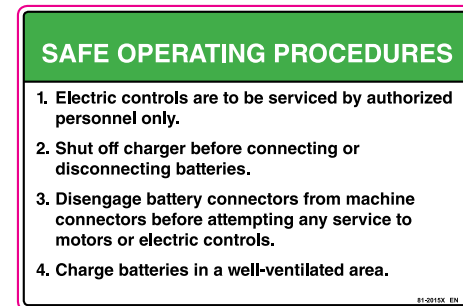 SAFE OPERATING PROCEDURES
1. Electric controls are to be serviced by authorized
personnel only.
2. Shut off charger before connecting or
disconnecting batteries.
3. Disengage battery connectors from machine
connectors before attempting any service to
motors or electric controls.
4. Charge batteries in a well-ventilated area.
81-2015X EN